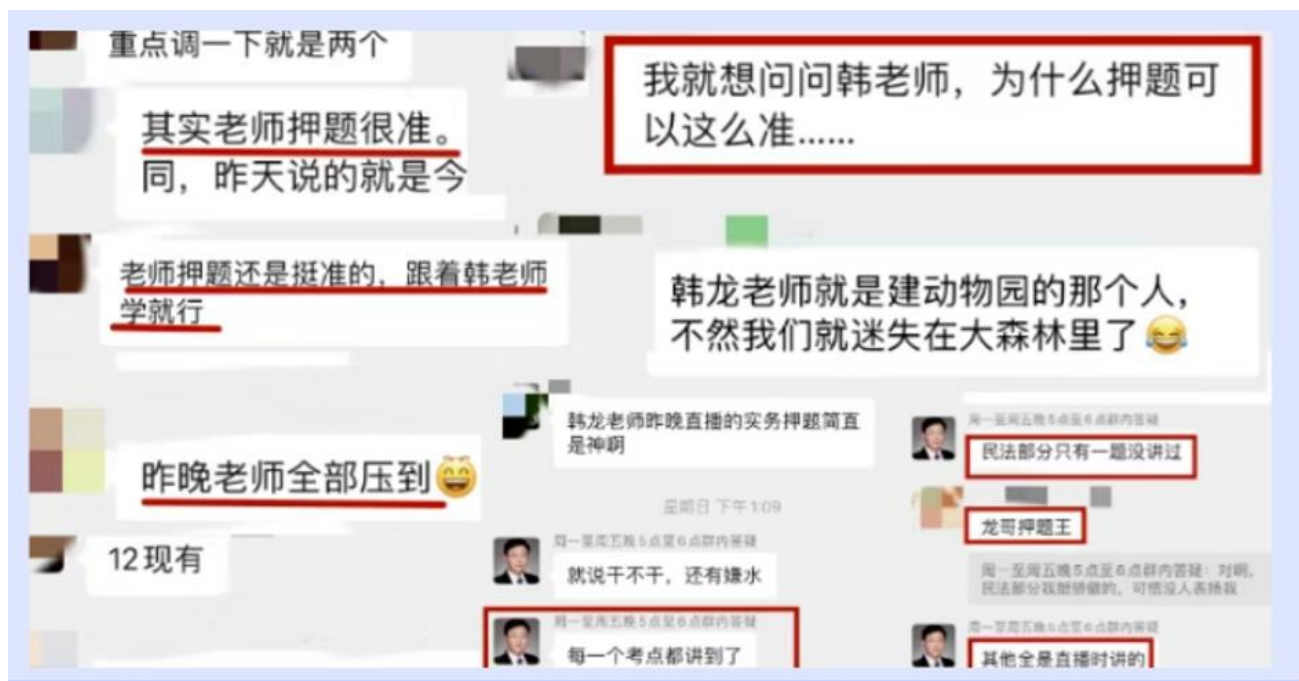 重点调一下就是两个
其实老师押题很准。
同，昨天说的就是今
老师押题还是挺准的，跟着韩老师
学就行
昨晚老师全部压到😄
12现有
我就想问问韩老师，为什么押题可
以这么准......
韩龙老师就是建动物园的那个人，
不然我们就迷失在大森林里了😂
韩龙老师昨晚直播的实务押题简直
是神啊
星期日 下午1:09
周一至周五晚5点至6点群内答疑
就说干不干，还有嫌水
周一至周五晚5点至6点群内答疑
每一个考点都讲到了
周一至周五晚5点至6点群内答疑
民法部分只有一题没讲过
龙哥押题王
周一至周五晚5点至6点群内答疑：对啊，
民法部分我挺骄傲的，可惜没人表扬我
周一至周五晚5点至6点群内答疑
其他全是直播时讲的